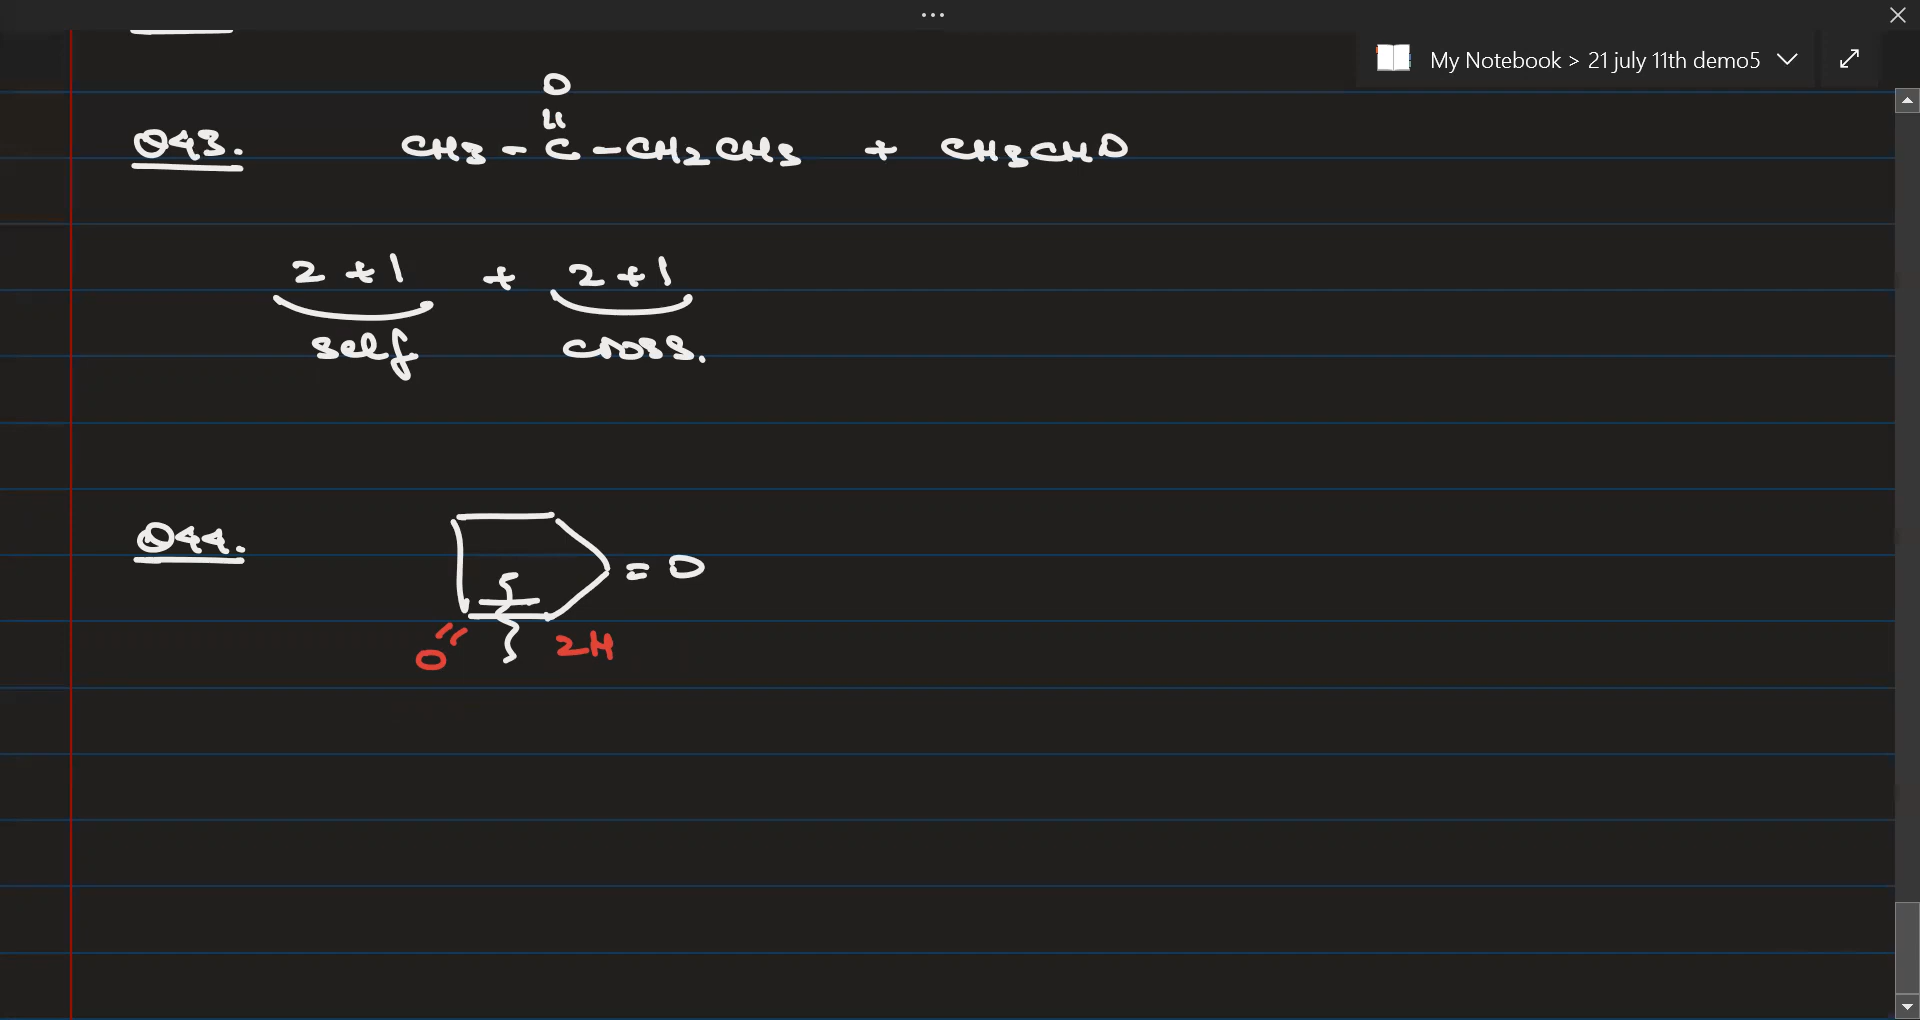 My Notebook > 21 july 11th demo5
O
"
Q43. CH3 - C - CH2CH3 + CH3CHO
2 + 1 + 2 + 1
self cross.
Q44. = O
O " 2H